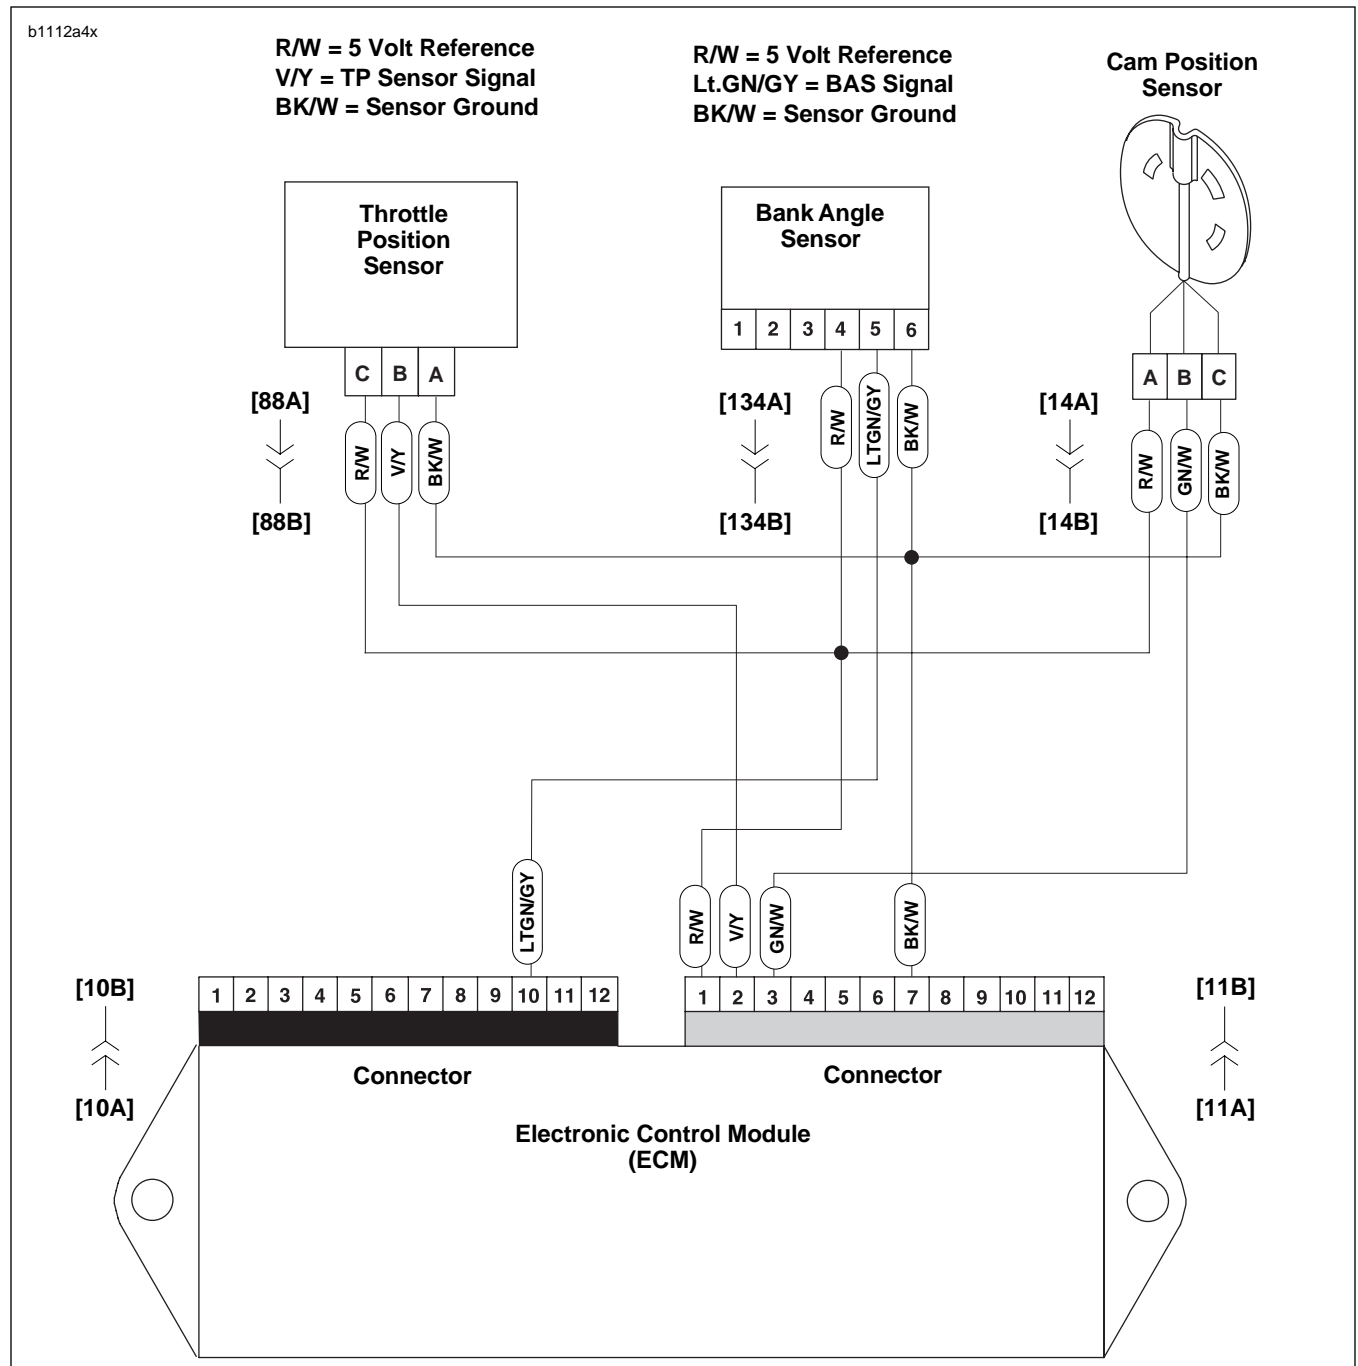 b1112a4x
R/W = 5 Volt Reference
V/Y = TP Sensor Signal
BK/W = Sensor Ground
R/W = 5 Volt Reference
Lt.GN/GY = BAS Signal
BK/W = Sensor Ground
Cam Position
Sensor
Throttle
Position
Sensor
Bank Angle
Sensor
1 2 3 4 5 6
C B A
A B C
[88A]
[88B]
R/W
V/Y
BK/W
[134A]
[134B]
R/W
LTGN/GY
BK/W
[14A]
[14B]
R/W
GN/W
BK/W
LTGN/GY
R/W
V/Y
GN/W
BK/W
[10B]
[10A]
1 2 3 4 5 6 7 8 9 10 11 12
1 2 3 4 5 6 7 8 9 10 11 12
[11B]
[11A]
Connector
Connector
Electronic Control Module
(ECM)